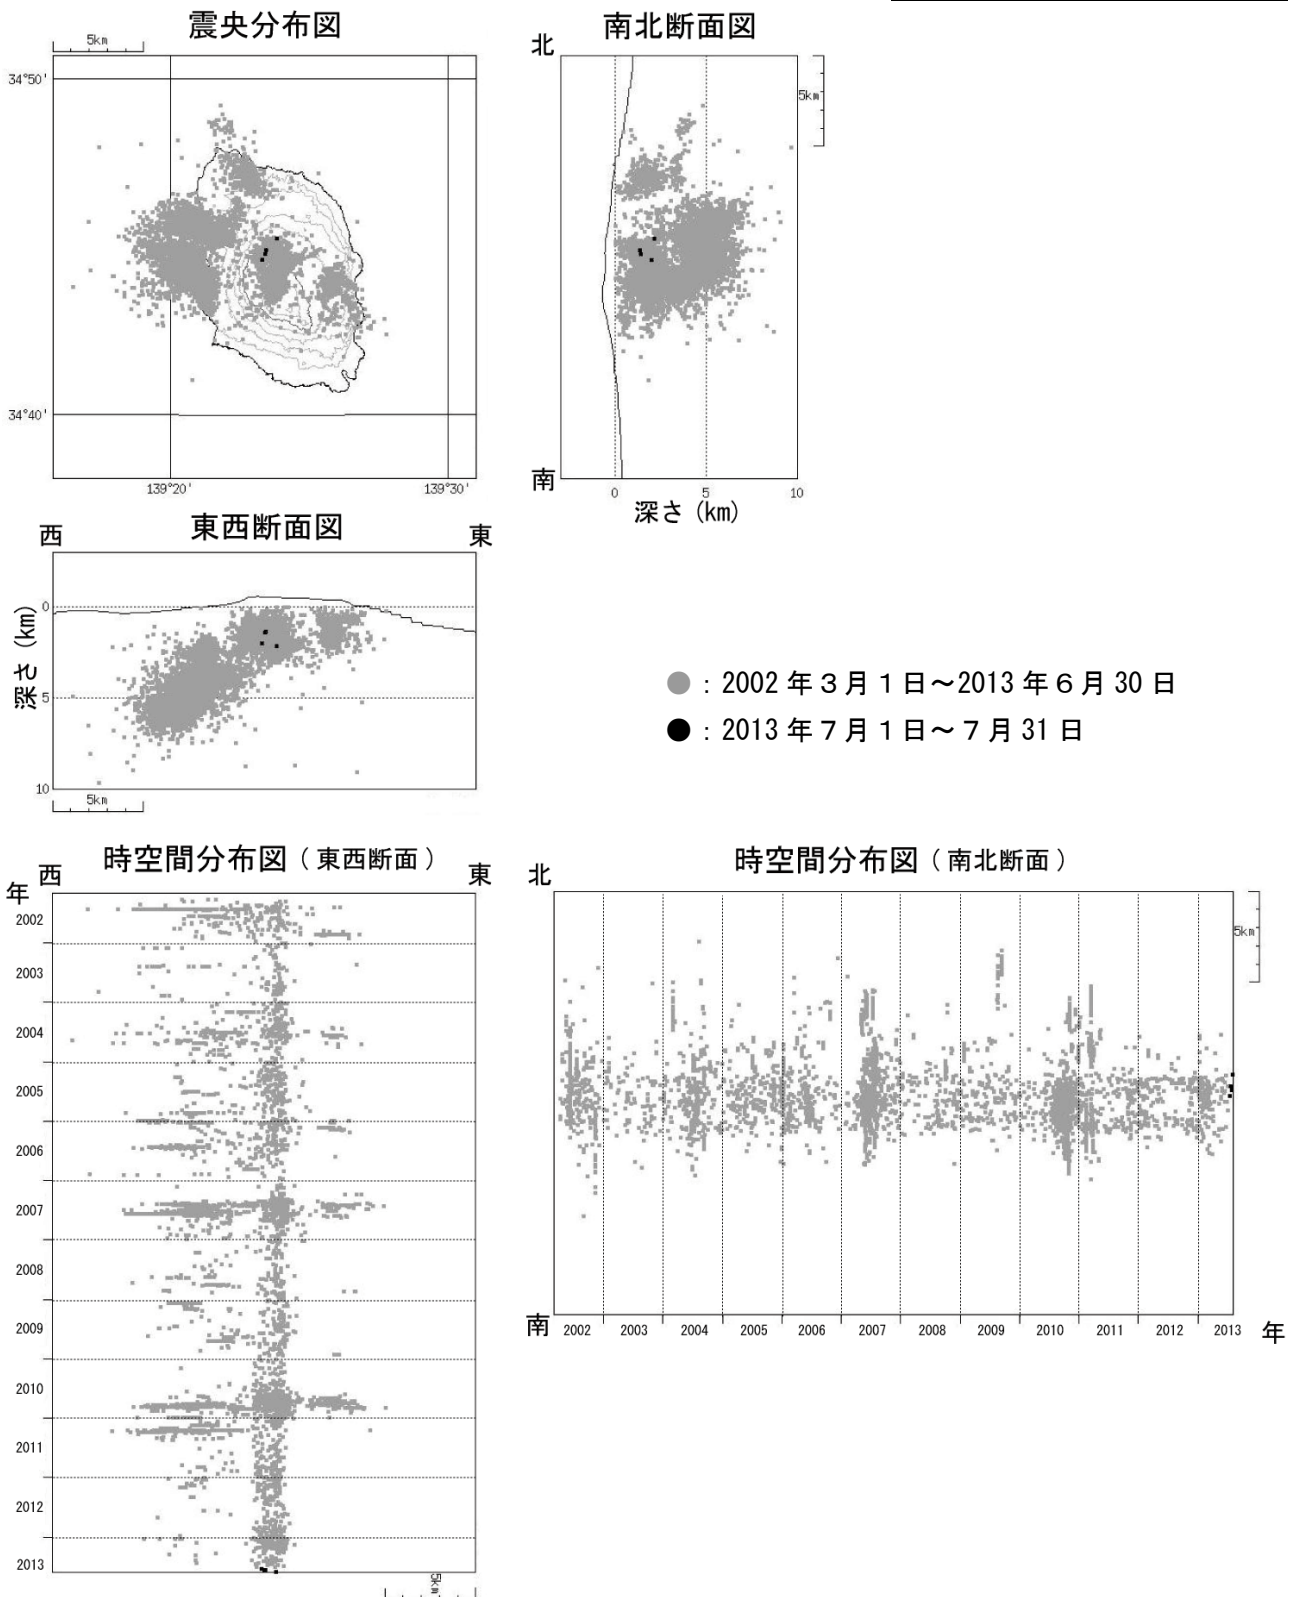 震央分布図
5km
34°50'
34°40'
139°20'
139°30'
南北断面図
北
南
5km
0
5
10
深さ (km)
東西断面図
西
東
深さ (km)
0
5
10
5km
● : 2002 年 3 月 1 日～2013 年 6 月 30 日
● : 2013 年 7 月 1 日～ 7 月 31 日
時空間分布図 ( 東西断面 )
西
東
年
2002
2003
2004
2005
2006
2007
2008
2009
2010
2011
2012
2013
5km
時空間分布図 ( 南北断面 )
北
南
5km
2002 2003 2004 2005 2006 2007 2008 2009 2010 2011 2012 2013
年